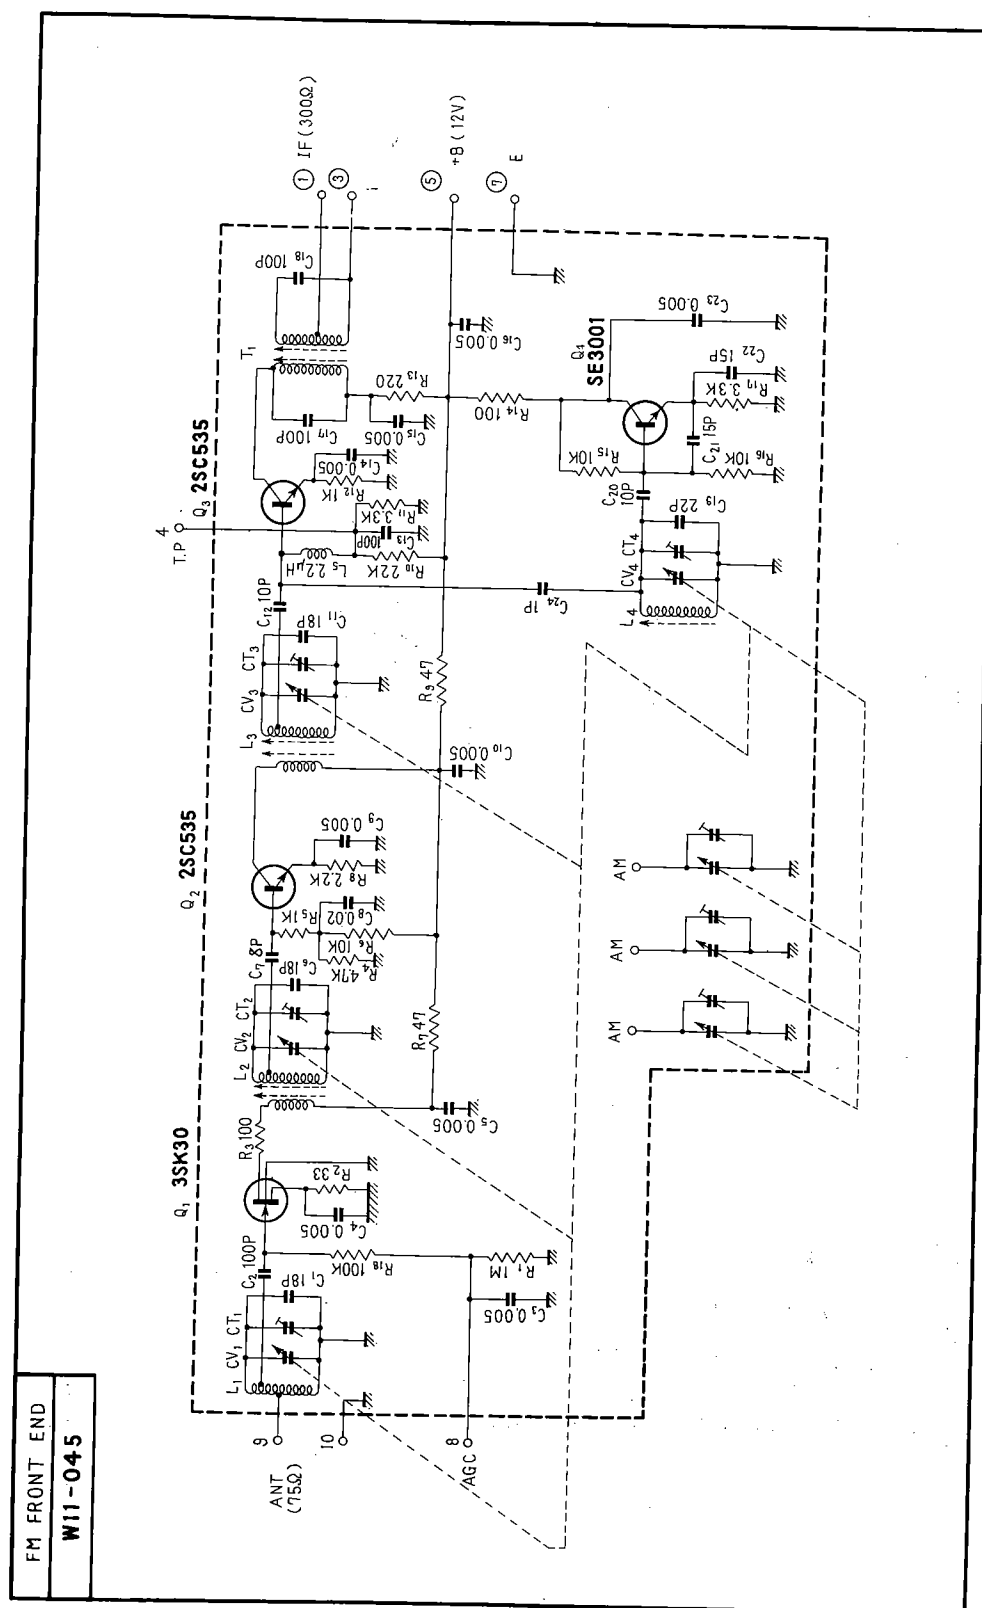 FM FRONT END
W11-045
ANT
(75Ω)
9
10
8
AGC
L₁
CV₁
CT₁
C₁ 18P
C₂ 100P
C₃ 0.005
R₁ 1M
R₁₈ 100K
Q₁ 3SK30
C₄ 0.005
R₂ 33
R₃ 100
C₅ 0.005
L₂
CV₂
CT₂
C₆ 18P
C₇ 8P
R₇ 47
R₄ 4.7K
R₅ 1K
R₆ 10K
C₈ 0.02
Q₂ 2SC535
R₈ 2.2K
C₉ 0.005
C₁₀ 0.005
R₉ 47
L₃
CV₃
CT₃
C₁₁ 18P
C₁₂ 10P
T.P
4
Q₃ 2SC535
L₅ 2.2μH
R₁₀ 22K
C₁₃ 100P
R₁₁ 3.3K
R₁₂ 1K
C₁₄ 0.005
C₁₇ 100P
C₁₅ 0.005
R₁₃ 220
T₁
C₁₈ 100P
① IF (300Ω)
③
⑤ +B (12V)
⑦ E
C₁₆ 0.005
R₁₄ 100
C₂₄ 1P
L₄
CV₄
CT₄
C₁₉ 22P
C₂₀ 10P
R₁₅ 10K
R₁₆ 10K
C₂₁ 15P
Q₄
SE3001
R₁₇ 3.3K
C₂₂ 15P
C₂₃ 0.005
AM
AM
AM